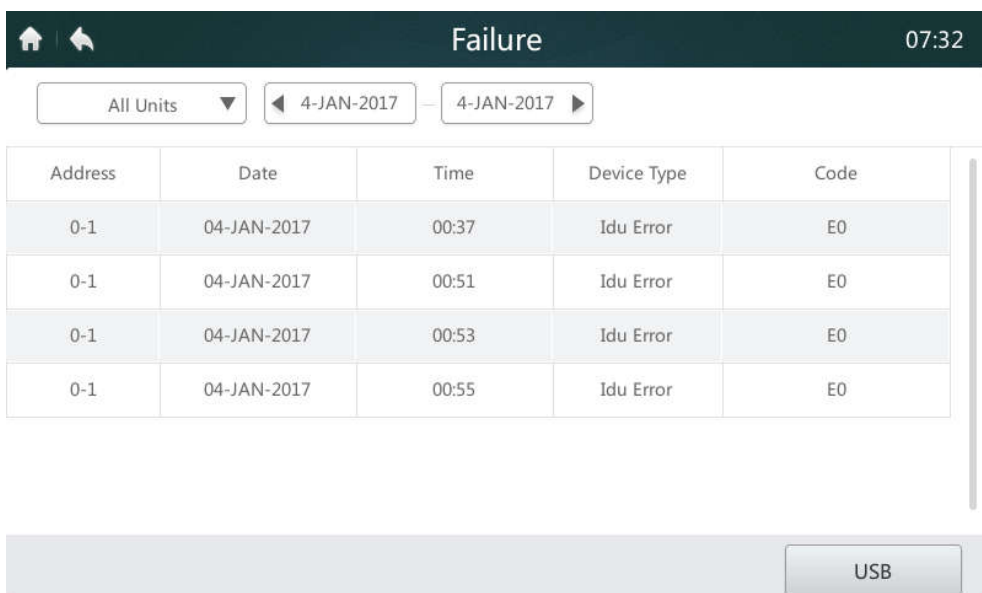 Failure 07:32
All Units 4-JAN-2017 – 4-JAN-2017
Address Date Time Device Type Code
0-1 04-JAN-2017 00:37 Idu Error E0
0-1 04-JAN-2017 00:51 Idu Error E0
0-1 04-JAN-2017 00:53 Idu Error E0
0-1 04-JAN-2017 00:55 Idu Error E0
USB